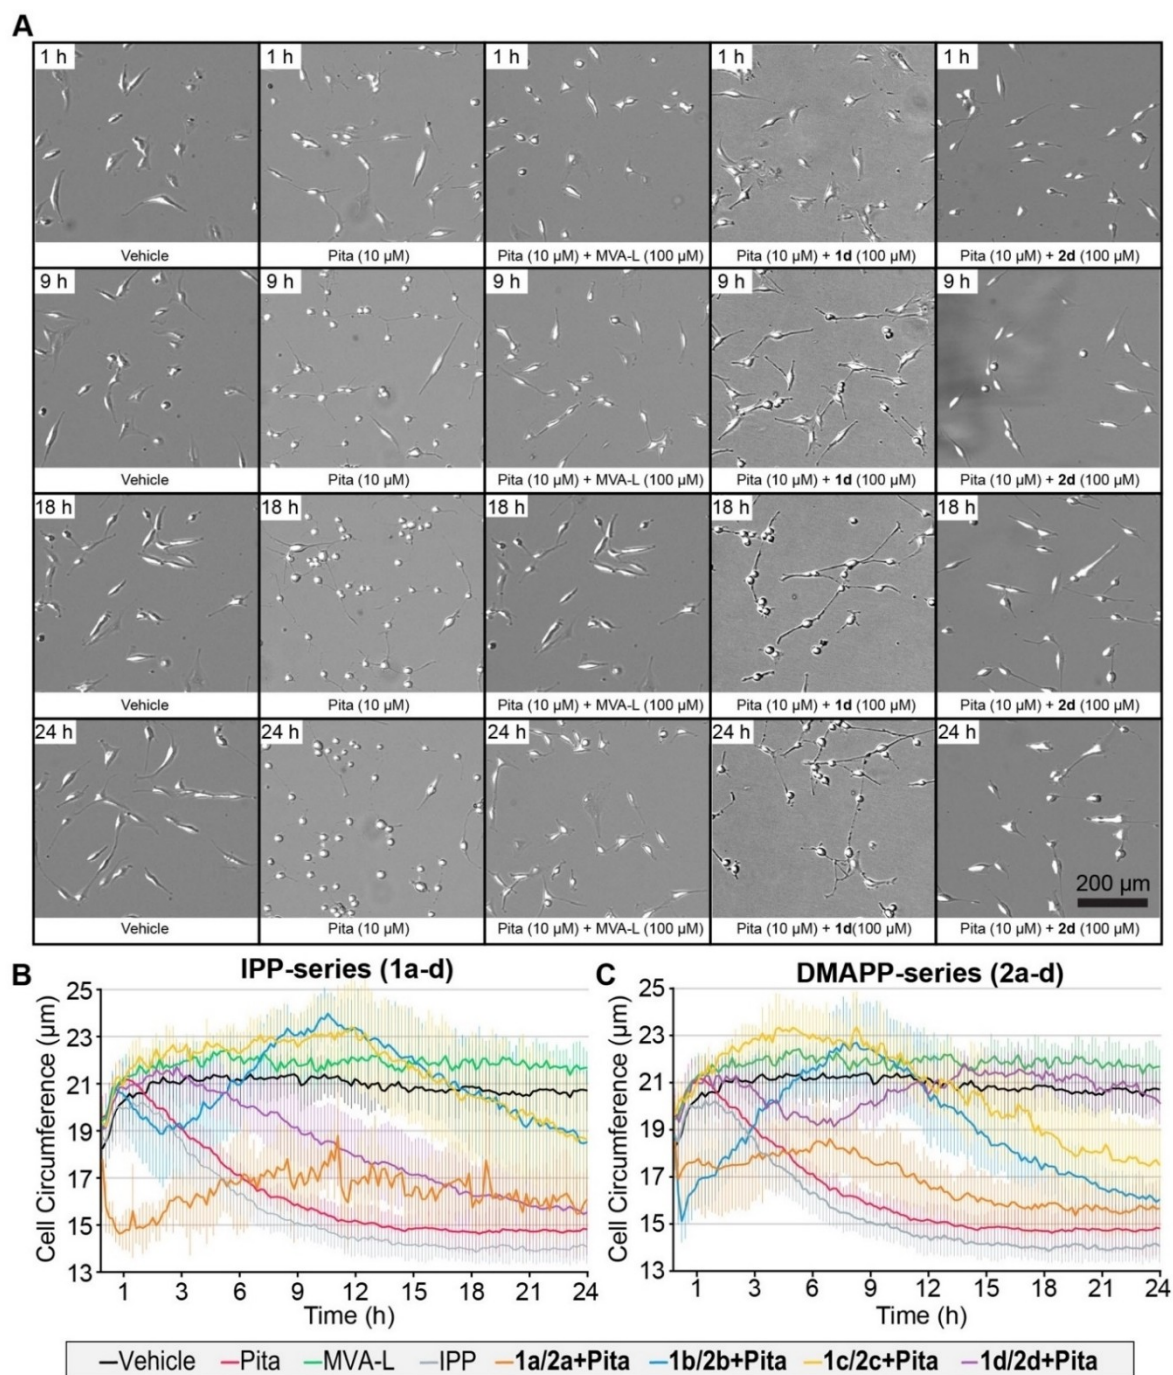 A
1 h
1 h
1 h
1 h
1 h
Vehicle
Pita (10 µM)
Pita (10 µM) + MVA-L (100 µM)
Pita (10 µM) + 1d (100 µM)
Pita (10 µM) + 2d (100 µM)
9 h
9 h
9 h
9 h
9 h
Vehicle
Pita (10 µM)
Pita (10 µM) + MVA-L (100 µM)
Pita (10 µM) + 1d (100 µM)
Pita (10 µM) + 2d (100 µM)
18 h
18 h
18 h
18 h
18 h
Vehicle
Pita (10 µM)
Pita (10 µM) + MVA-L (100 µM)
Pita (10 µM) + 1d (100 µM)
Pita (10 µM) + 2d (100 µM)
24 h
24 h
24 h
24 h
24 h
200 µm
Vehicle
Pita (10 µM)
Pita (10 µM) + MVA-L (100 µM)
Pita (10 µM) + 1d(100 µM)
Pita (10 µM) + 2d (100 µM)
B
IPP-series (1a-d)
Cell Circumference (µm)
25
23
21
19
17
15
13
1 3 6 9 12 15 18 21 24
Time (h)
C
DMAPP-series (2a-d)
Cell Circumference (µm)
25
23
21
19
17
15
13
1 3 6 9 12 15 18 21 24
Time (h)
Vehicle Pita MVA-L IPP 1a/2a+Pita 1b/2b+Pita 1c/2c+Pita 1d/2d+Pita